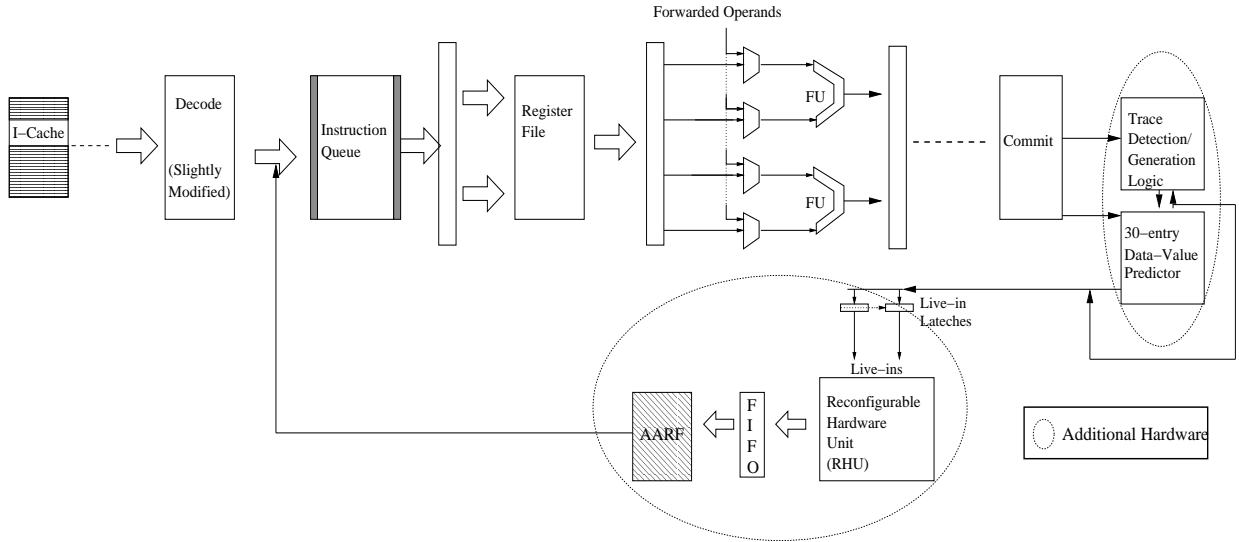 Forwarded Operands
I–Cache
Decode
(Slightly
Modified)
Instruction
Queue
Register
File
FU
FU
Commit
Trace
Detection/
Generation
Logic
30–entry
Data–Value
Predictor
Live–in
Lateches
Live–ins
Reconfigurable
Hardware
Unit
(RHU)
F
I
F
O
AARF
Additional Hardware